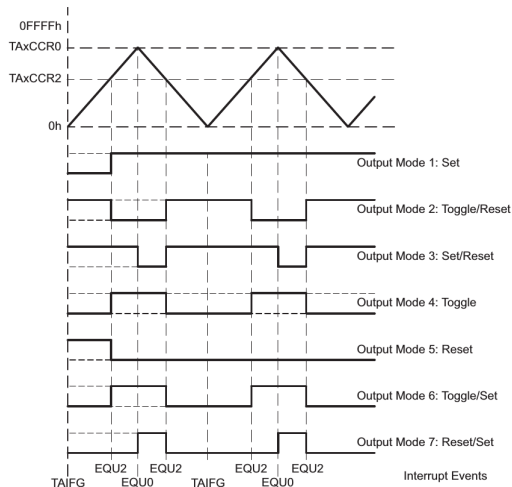 0FFFFh
TAxCCR0
TAxCCR2
0h
Output Mode 1: Set
Output Mode 2: Toggle/Reset
Output Mode 3: Set/Reset
Output Mode 4: Toggle
Output Mode 5: Reset
Output Mode 6: Toggle/Set
Output Mode 7: Reset/Set
EQU2 EQU2 EQU2 EQU2
TAIFG EQU0 TAIFG EQU0
Interrupt Events